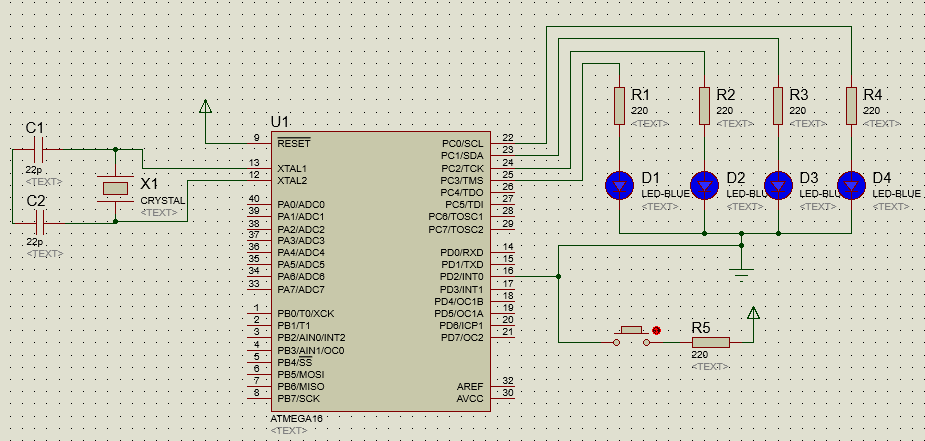 C1
22p
<TEXT>
C2
22p
<TEXT>
X1
CRYSTAL
<TEXT>
U1
9 RESET
13 XTAL1
12 XTAL2
40 PA0/ADC0
39 PA1/ADC1
38 PA2/ADC2
37 PA3/ADC3
36 PA4/ADC4
35 PA5/ADC5
34 PA6/ADC6
33 PA7/ADC7
1 PB0/T0/XCK
2 PB1/T1
3 PB2/AIN0/INT2
4 PB3/AIN1/OC0
5 PB4/SS
6 PB5/MOSI
7 PB6/MISO
8 PB7/SCK
PC0/SCL 22
PC1/SDA 23
PC2/TCK 24
PC3/TMS 25
PC4/TDO 26
PC5/TDI 27
PC6/TOSC1 28
PC7/TOSC2 29
PD0/RXD 14
PD1/TXD 15
PD2/INT0 16
PD3/INT1 17
PD4/OC1B 18
PD5/OC1A 19
PD6/ICP1 20
PD7/OC2 21
AREF 32
AVCC 30
ATMEGA16
<TEXT>
R1
220
<TEXT>
R2
220
<TEXT>
R3
220
<TEXT>
R4
220
<TEXT>
D1
LED-BLUE
<TEXT>
D2
LED-BLU
<TEXT>
D3
LED-BLU
<TEXT>
D4
LED-BLUE
<TEXT>
R5
220
<TEXT>